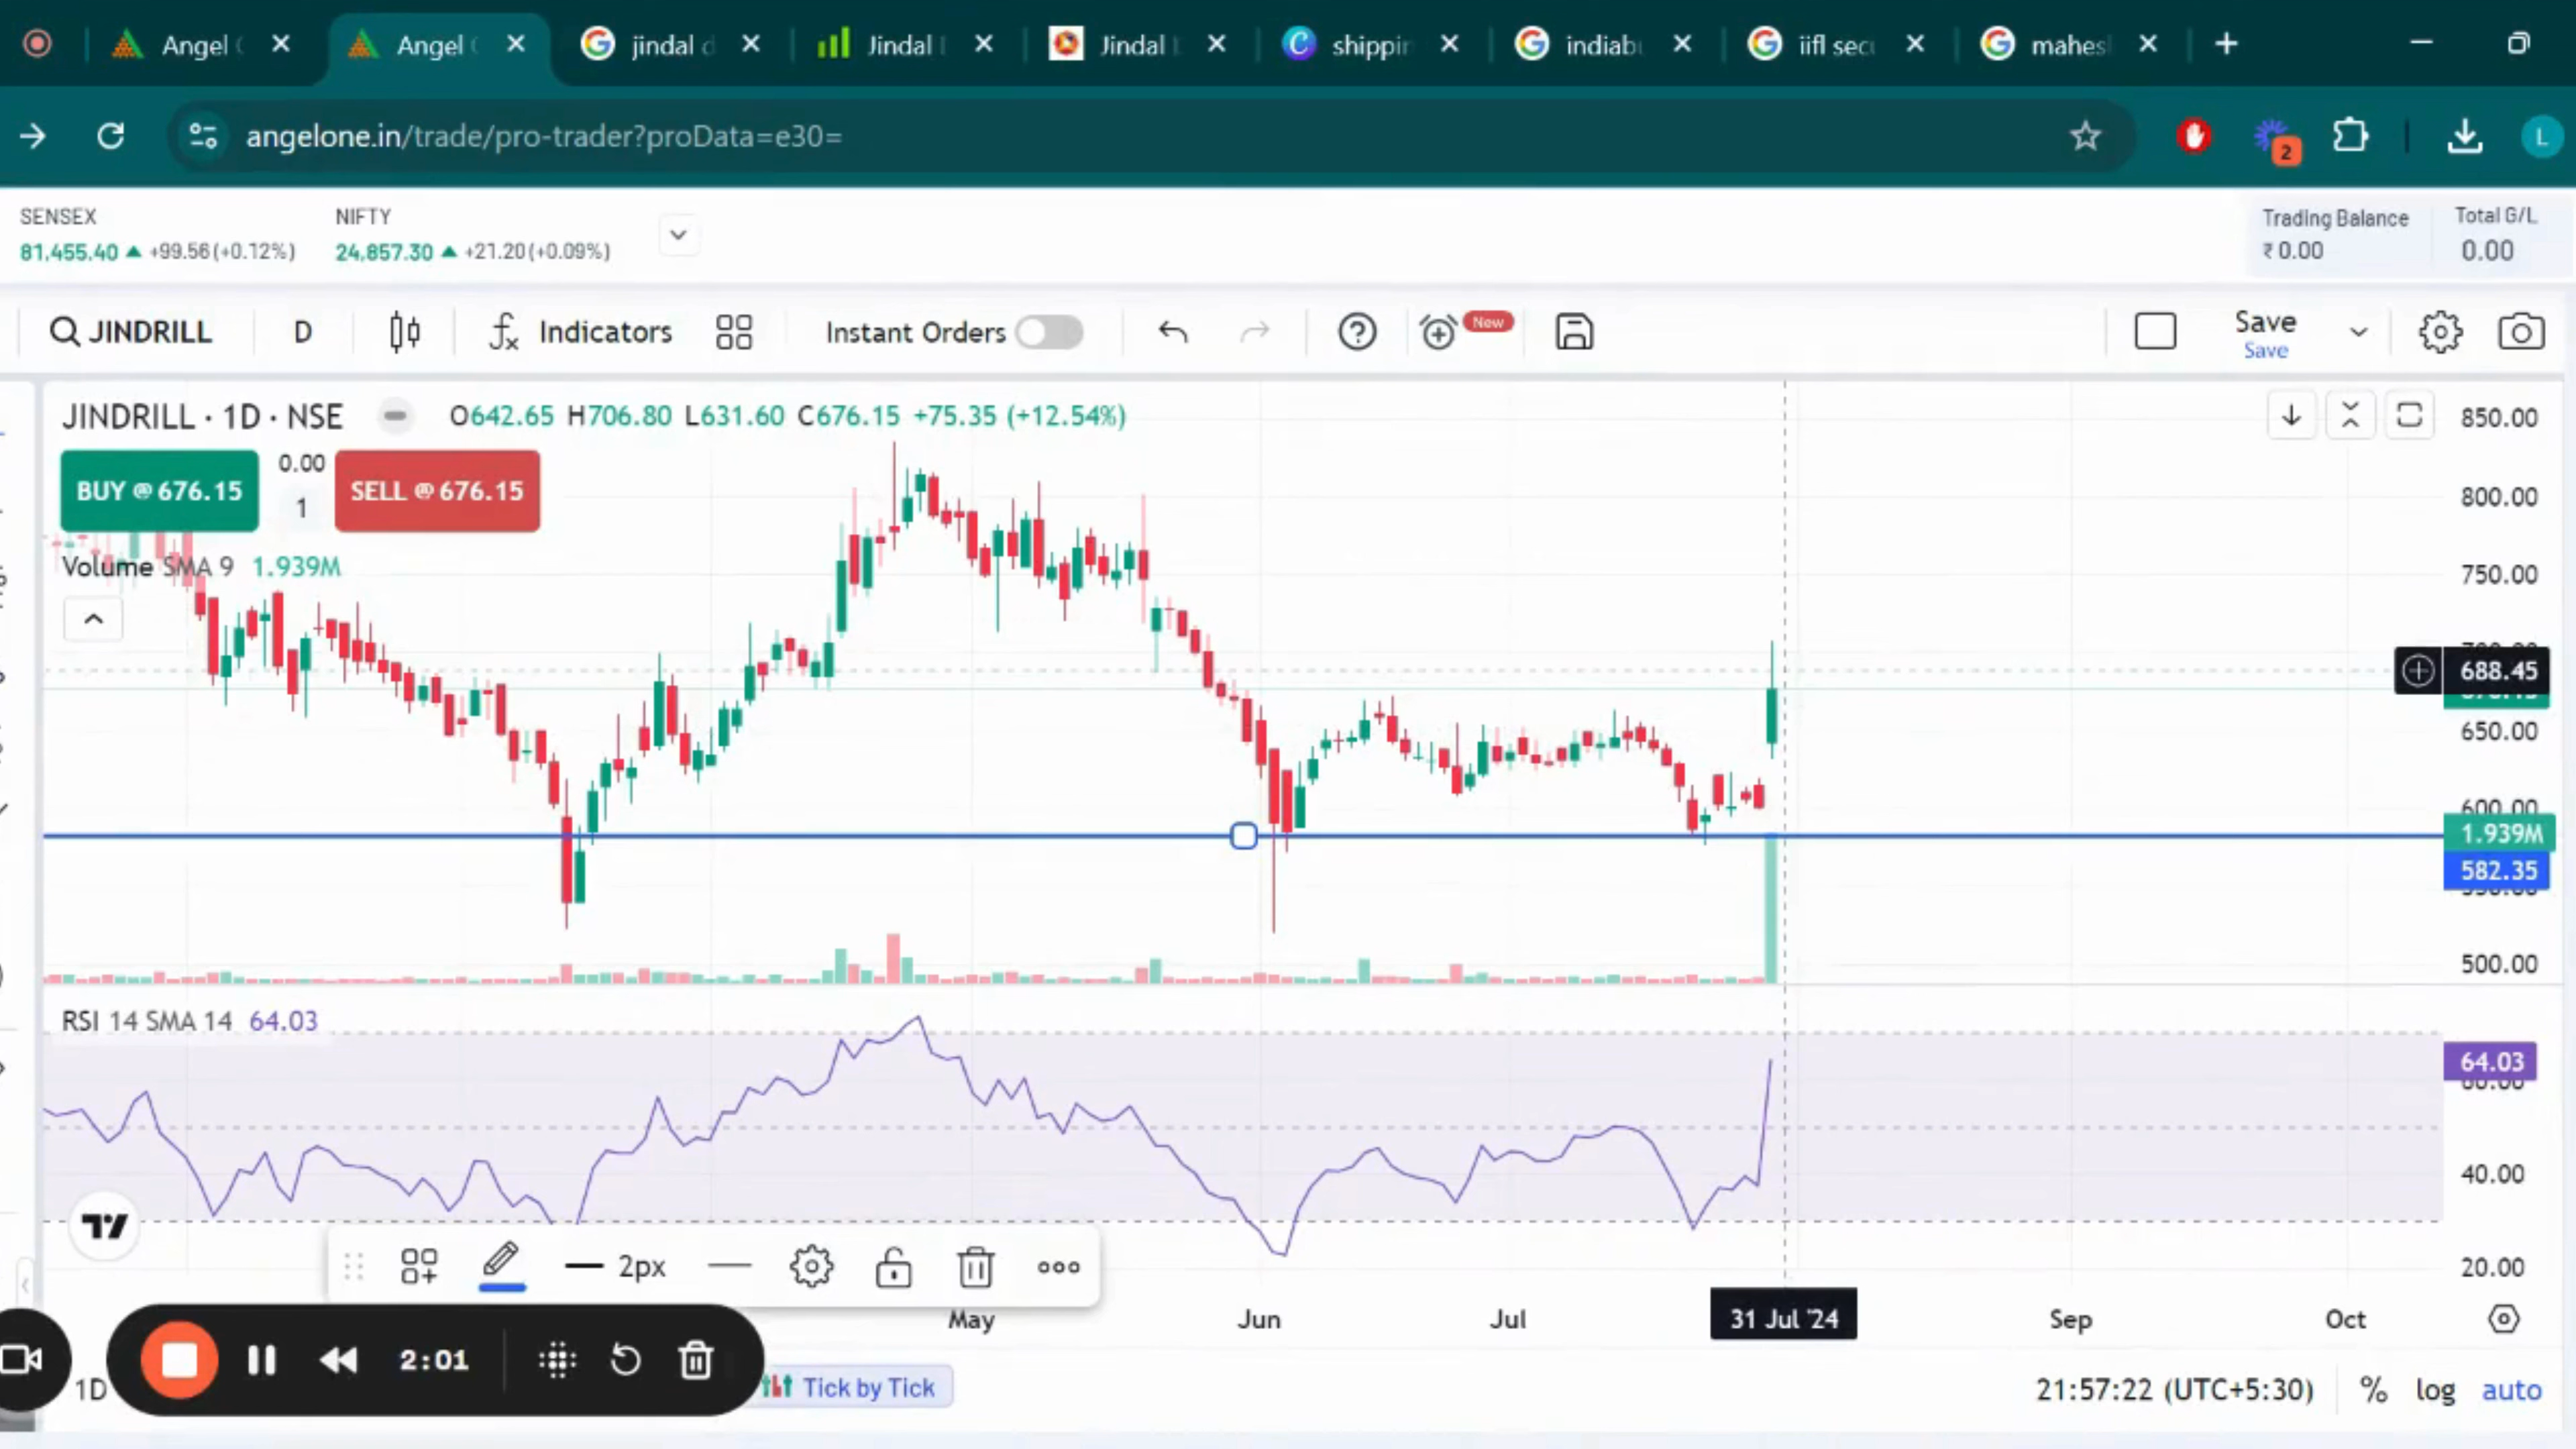 Angel
Angel
jindal d
Jindal
Jindal
shippin
indiab
iifl sec
mahes
angelone.in/trade/pro-trader?proData=e30=
2
L
SENSEX
81,455.40 ▲ +99.56(+0.12%)
NIFTY
24,857.30 ▲ +21.20(+0.09%)
Trading Balance
₹ 0.00
Total G/L
0.00
JINDRILL
D
Indicators
Instant Orders
New
Save
Save
JINDRILL · 1D · NSE
O642.65 H706.80 L631.60 C676.15 +75.35 (+12.54%)
BUY @ 676.15
0.00
1
SELL @ 676.15
Volume SMA 9 1.939M
850.00
800.00
750.00
688.45
650.00
600.00
1.939M
582.35
500.00
RSI 14 SMA 14 64.03
64.03
40.00
20.00
2px
May
Jun
Jul
31 Jul '24
Sep
Oct
2:01
1D
Tick by Tick
21:57:22 (UTC+5:30)
%
log
auto